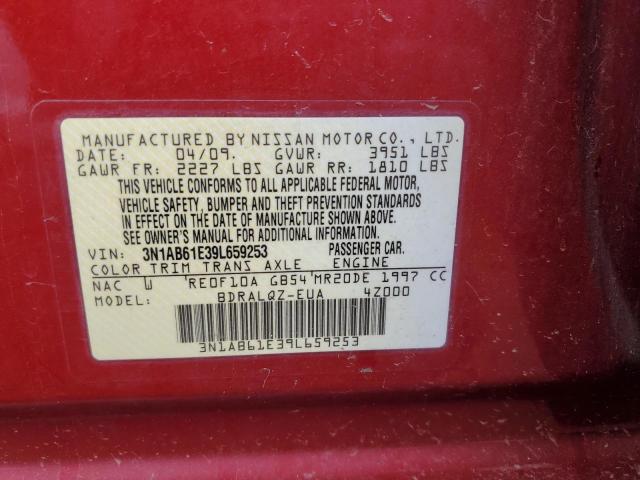 MANUFACTURED BY NISSAN MOTOR CO., LTD.
DATE: 04/09. GVWR: 3951 LBS
GAWR FR: 2227 LBS GAWR RR: 1810 LBS
THIS VEHICLE CONFORMS TO ALL APPLICABLE FEDERAL MOTOR,
VEHICLE SAFETY, BUMPER AND THEFT PREVENTION STANDARDS
IN EFFECT ON THE DATE OF MANUFACTURE SHOWN ABOVE.
SEE OWNER'S MANUAL FOR ADDITIONAL INFORMATION.
VIN: 3N1AB61E39L659253 PASSENGER CAR.
COLOR TRIM TRANS AXLE ENGINE
NAC W RE0F10A GB54 MR20DE 1997 CC
MODEL: BDRALQZ-EUA 4Z000
3N1AB61E39L659253